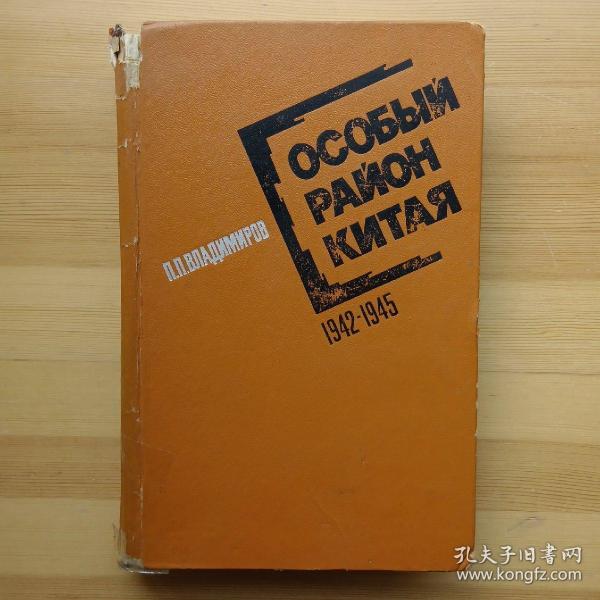 П.П.ВЛАДИМИРОВ
ОСОБЫЙ
РАЙОН
КИТАЯ
1942-1945
孔夫子旧书网
www.kongfz.com